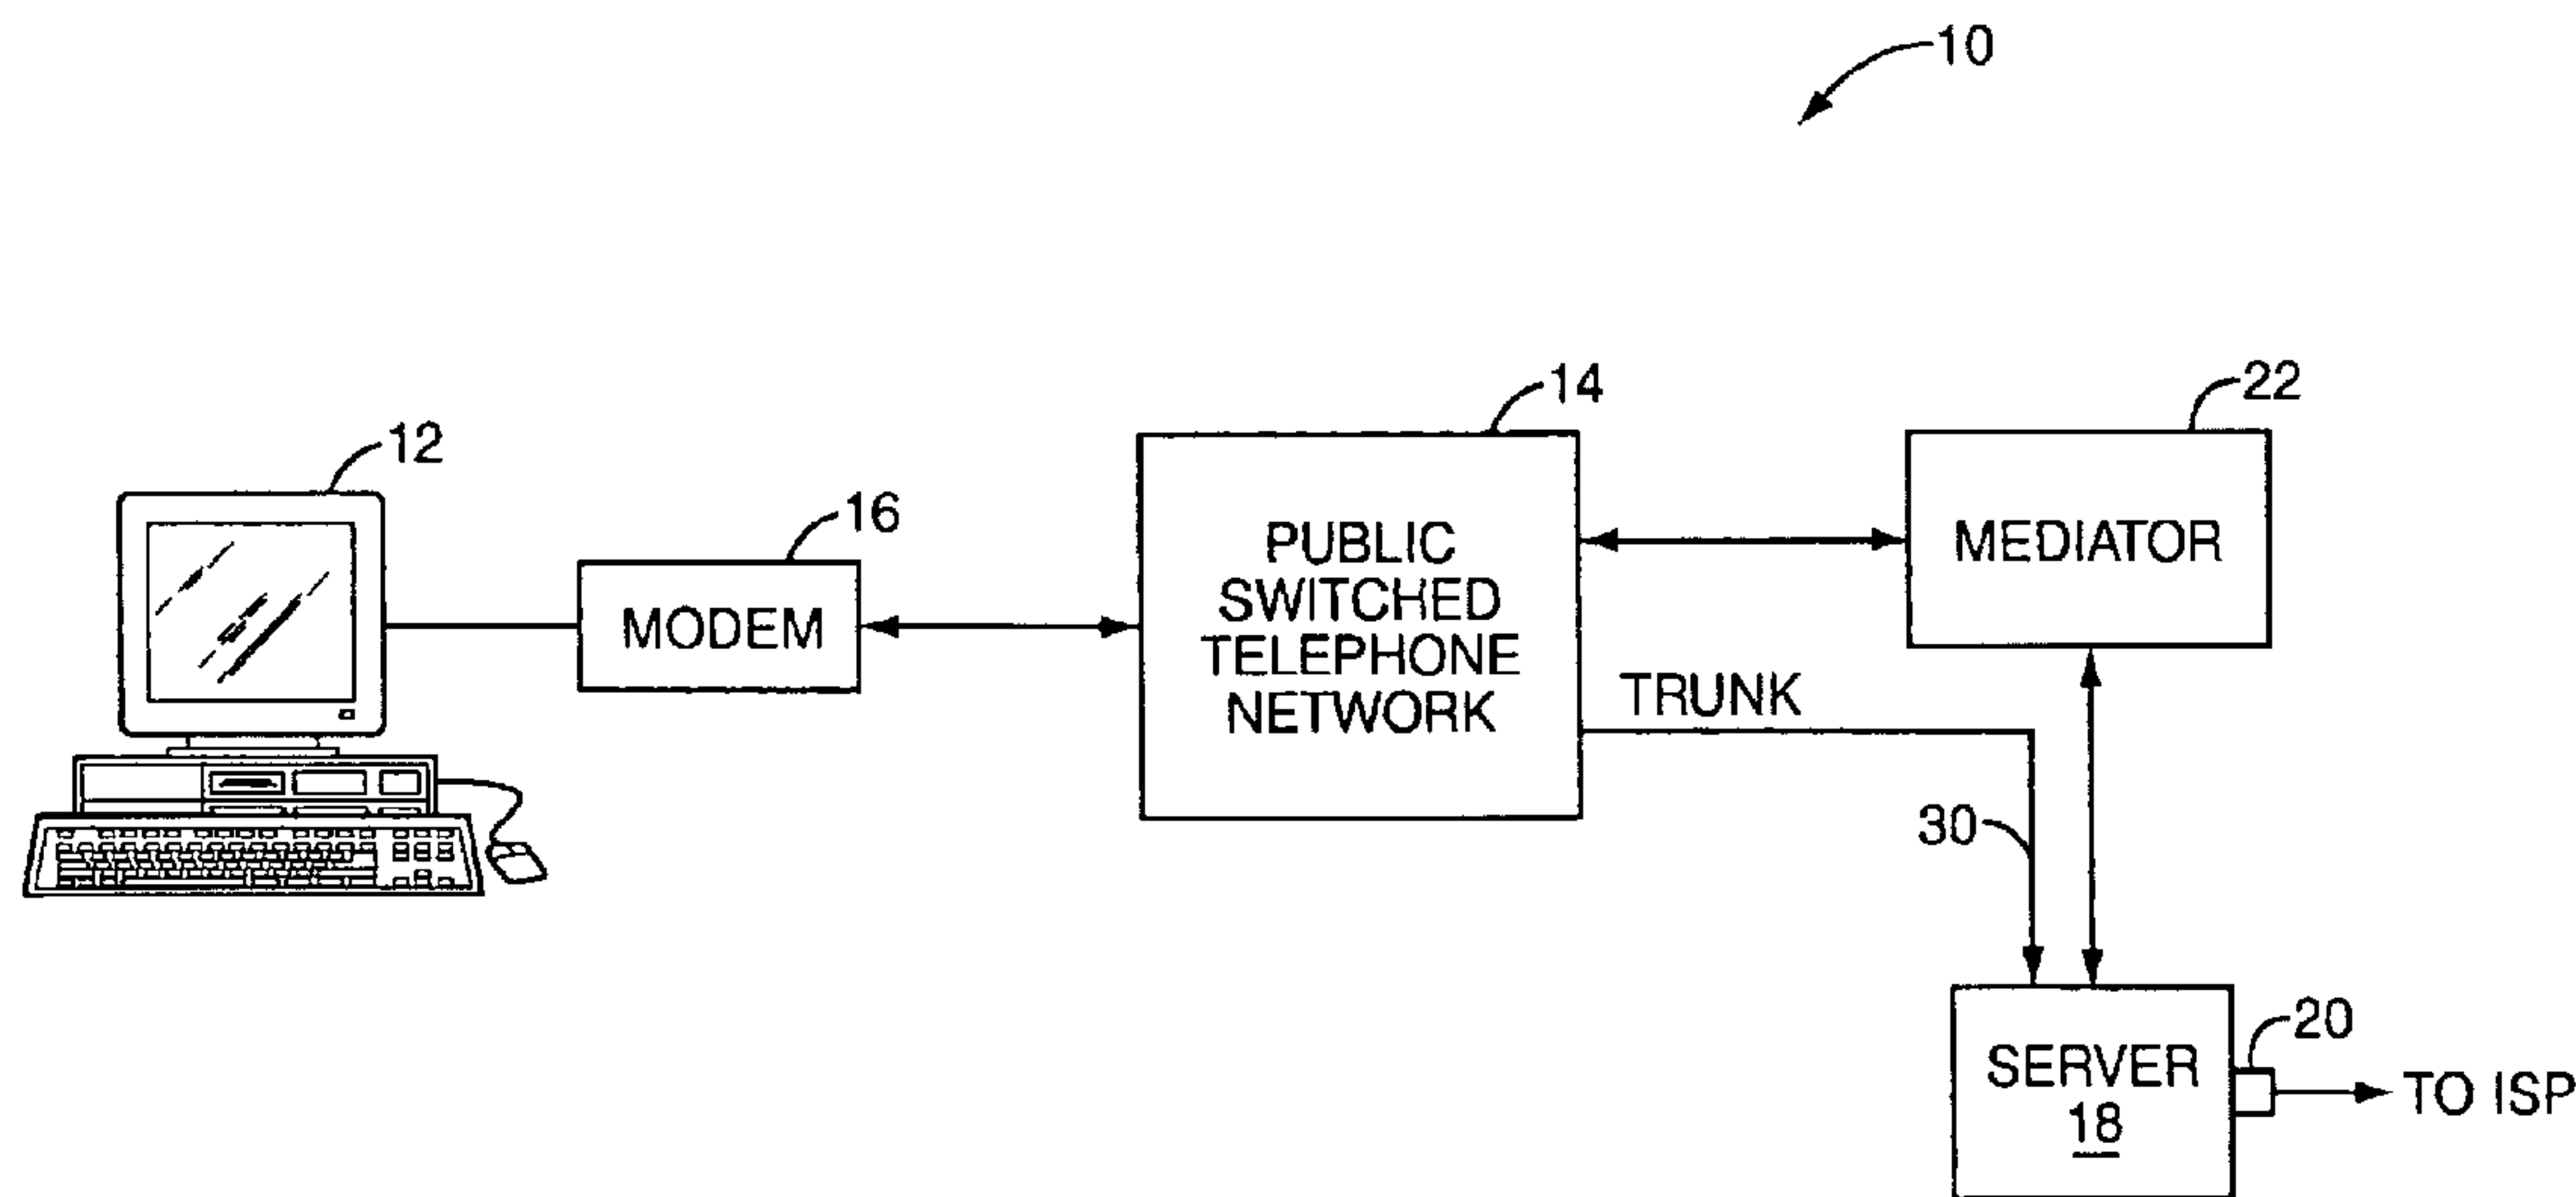 10
14
22
12
16
PUBLIC
SWITCHED
TELEPHONE
NETWORK
MEDIATOR
MODEM
TRUNK
30
20
SERVER
18
TO ISP